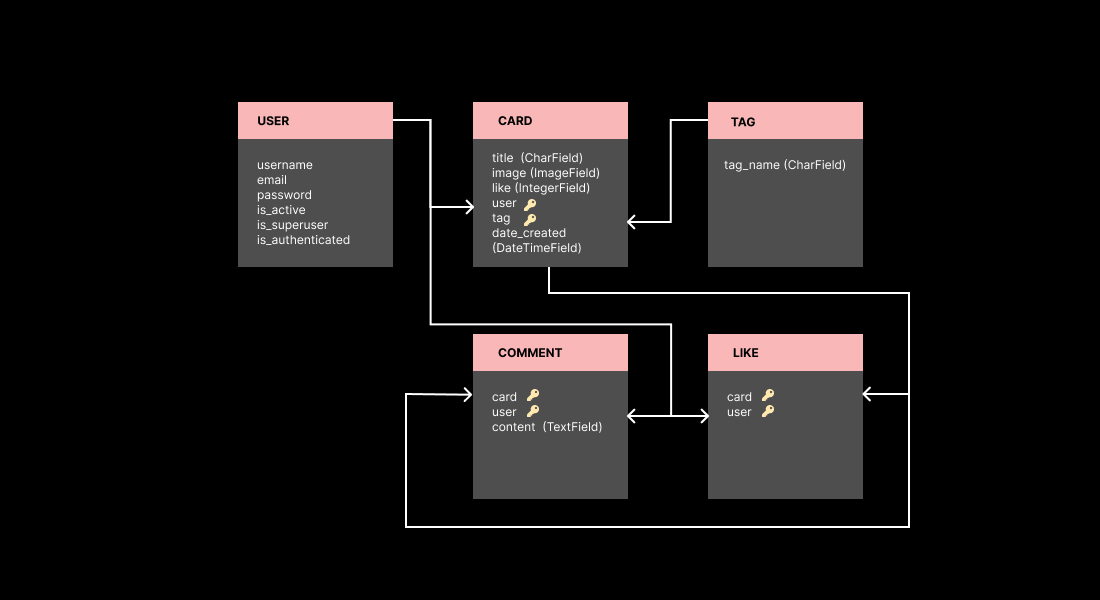 USER
username
email
password
is_active
is_superuser
is_authenticated
CARD
title (CharField)
image (ImageField)
like (IntegerField)
user
tag
date_created
(DateTimeField)
TAG
tag_name (CharField)
COMMENT
card
user
content (TextField)
LIKE
card
user